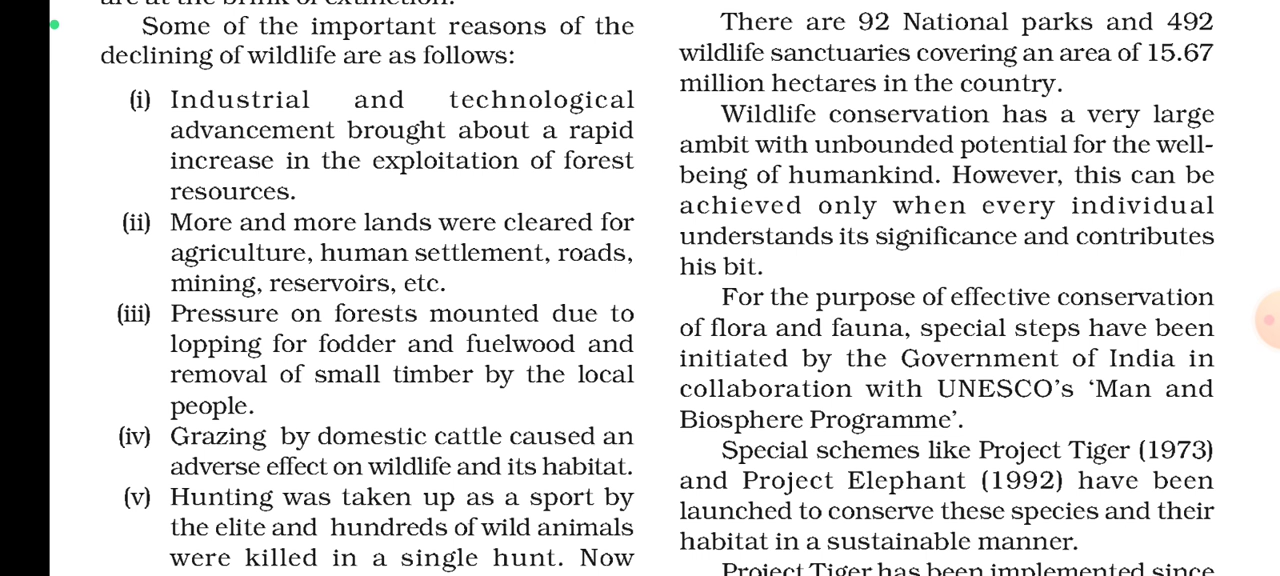 are at the brink of extinction.
Some of the important reasons of the
declining of wildlife are as follows:
(i) Industrial and technological
advancement brought about a rapid
increase in the exploitation of forest
resources.
(ii) More and more lands were cleared for
agriculture, human settlement, roads,
mining, reservoirs, etc.
(iii) Pressure on forests mounted due to
lopping for fodder and fuelwood and
removal of small timber by the local
people.
(iv) Grazing by domestic cattle caused an
adverse effect on wildlife and its habitat.
(v) Hunting was taken up as a sport by
the elite and hundreds of wild animals
were killed in a single hunt. Now
There are 92 National parks and 492
wildlife sanctuaries covering an area of 15.67
million hectares in the country.
Wildlife conservation has a very large
ambit with unbounded potential for the well-
being of humankind. However, this can be
achieved only when every individual
understands its significance and contributes
his bit.
For the purpose of effective conservation
of flora and fauna, special steps have been
initiated by the Government of India in
collaboration with UNESCO's ‘Man and
Biosphere Programme’.
Special schemes like Project Tiger (1973)
and Project Elephant (1992) have been
launched to conserve these species and their
habitat in a sustainable manner.
Project Tiger has been implemented since